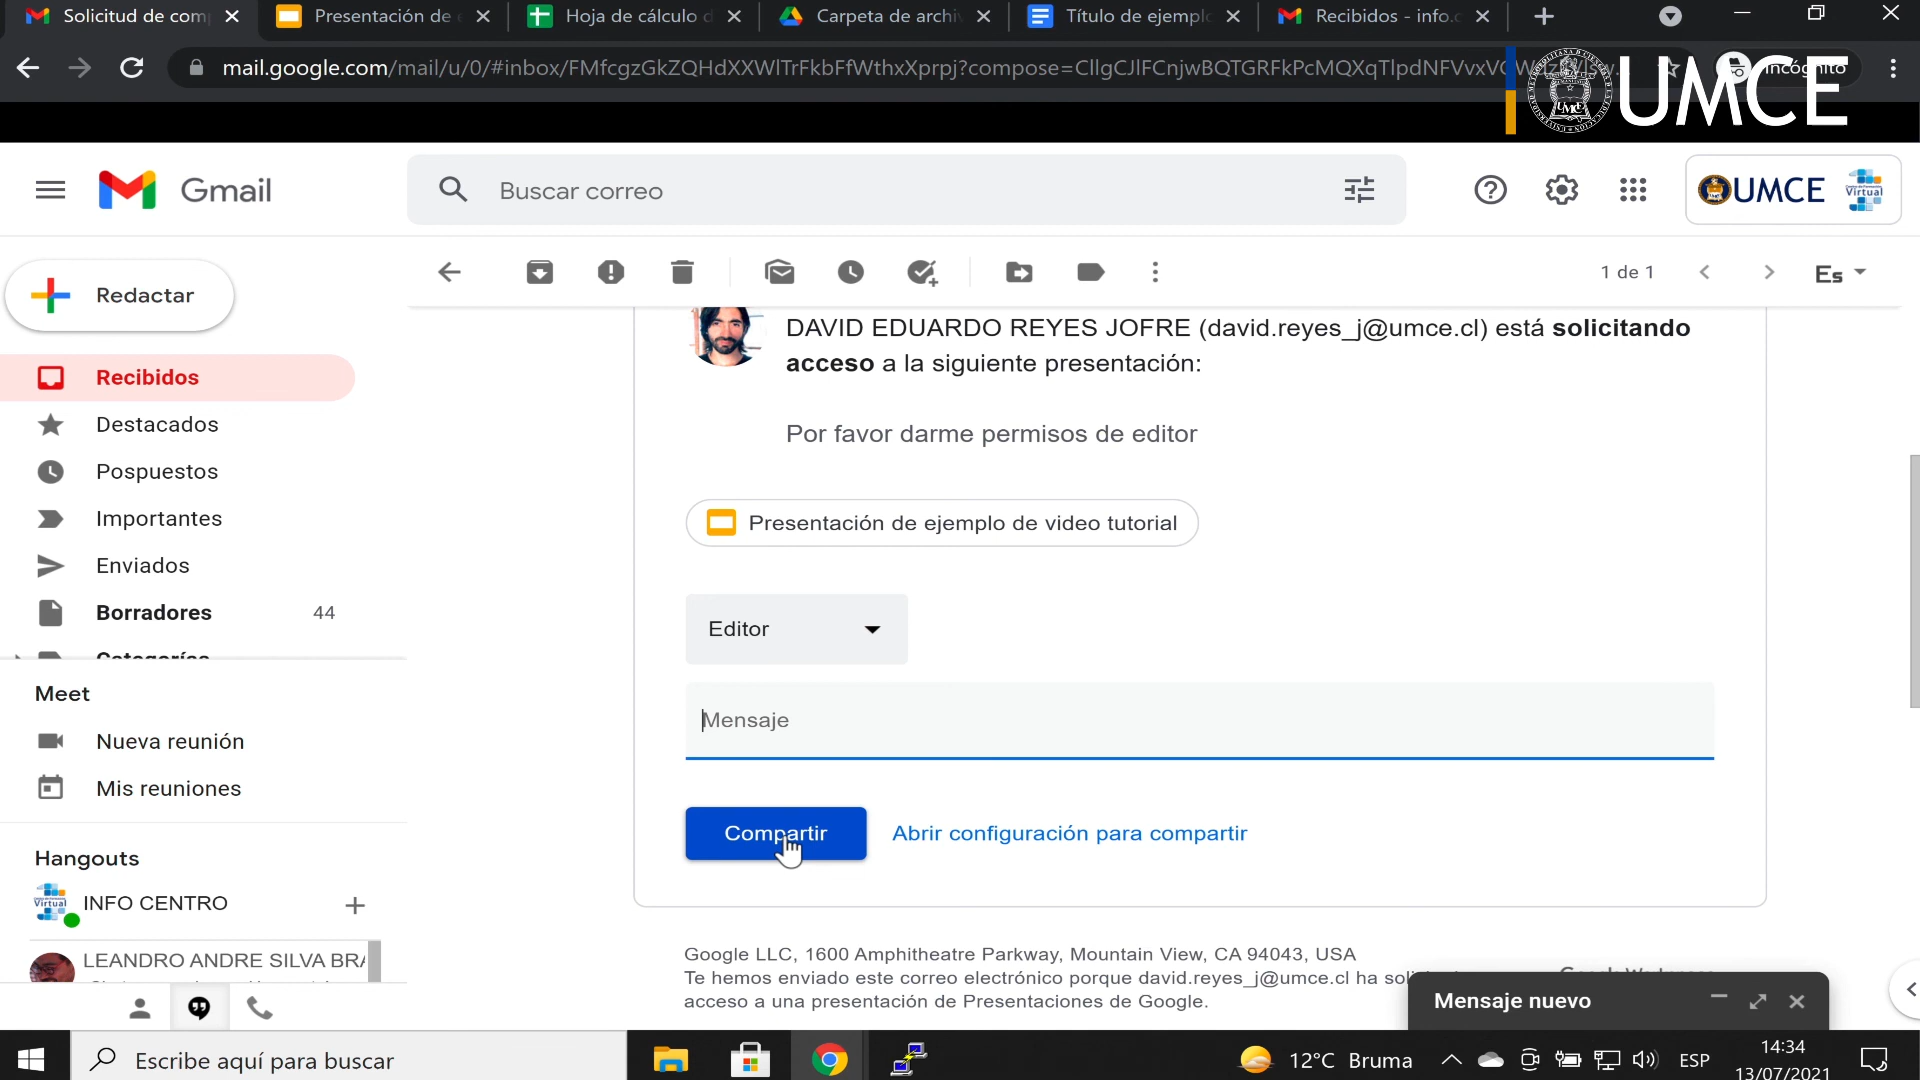 Solicitud de com
Presentación de
Hoja de cálculo
Carpeta de archi
Título de ejempl
Recibidos - info.
mail.google.com/mail/u/0/#inbox/FMfcgzGkZQHdXXWlTrFkbFfWthxXprpj?compose=CllgCJlFCnjwBQTGRFkPcMQXqTlpdNFVvxV
Incógnito
UMCE
Gmail
Buscar correo
UMCE
Virtual
Redactar
1 de 1
Es
Recibidos
Destacados
Pospuestos
Importantes
Enviados
Borradores 44
Categorías
Meet
Nueva reunión
Mis reuniones
Hangouts
INFO CENTRO
LEANDRO ANDRE SILVA BRA
DAVID EDUARDO REYES JOFRE (david.reyes_j@umce.cl) está solicitando
acceso a la siguiente presentación:
Por favor darme permisos de editor
Presentación de ejemplo de video tutorial
Editor
Mensaje
Compartir
Abrir configuración para compartir
Google LLC, 1600 Amphitheatre Parkway, Mountain View, CA 94043, USA
Te hemos enviado este correo electrónico porque david.reyes_j@umce.cl ha
acceso a una presentación de Presentaciones de Google.
Mensaje nuevo
Escribe aquí para buscar
12°C Bruma
ESP
14:34
13/07/2021